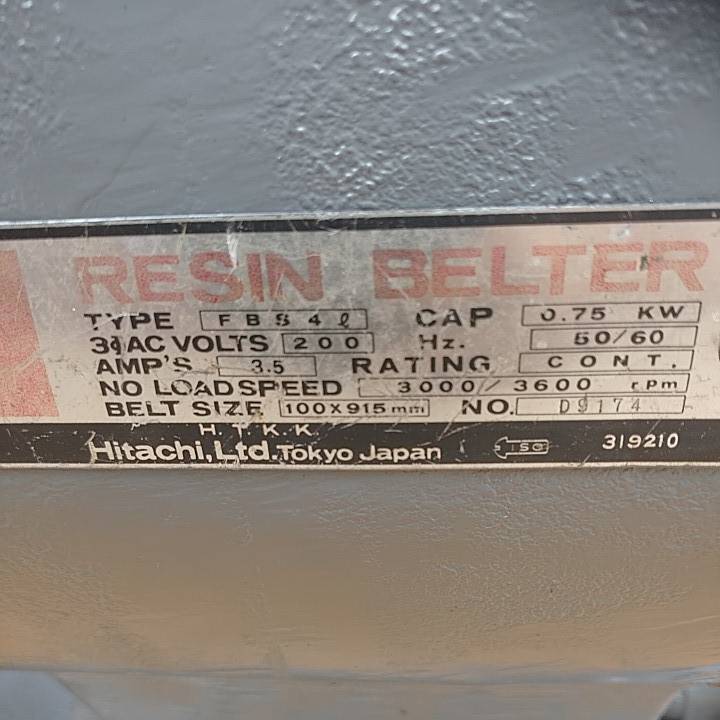 RESIN BELTER
TYPE FBS4ℓ CAP 0.75 KW
3φAC VOLTS 200 Hz. 50/60
AMP'S 3.5 RATING CONT.
NO LOAD SPEED 3000/3600 rpm
BELT SIZE 100X915mm NO. D9174
H.T.K.K
Hitachi,Ltd.Tokyo Japan ISG 319210